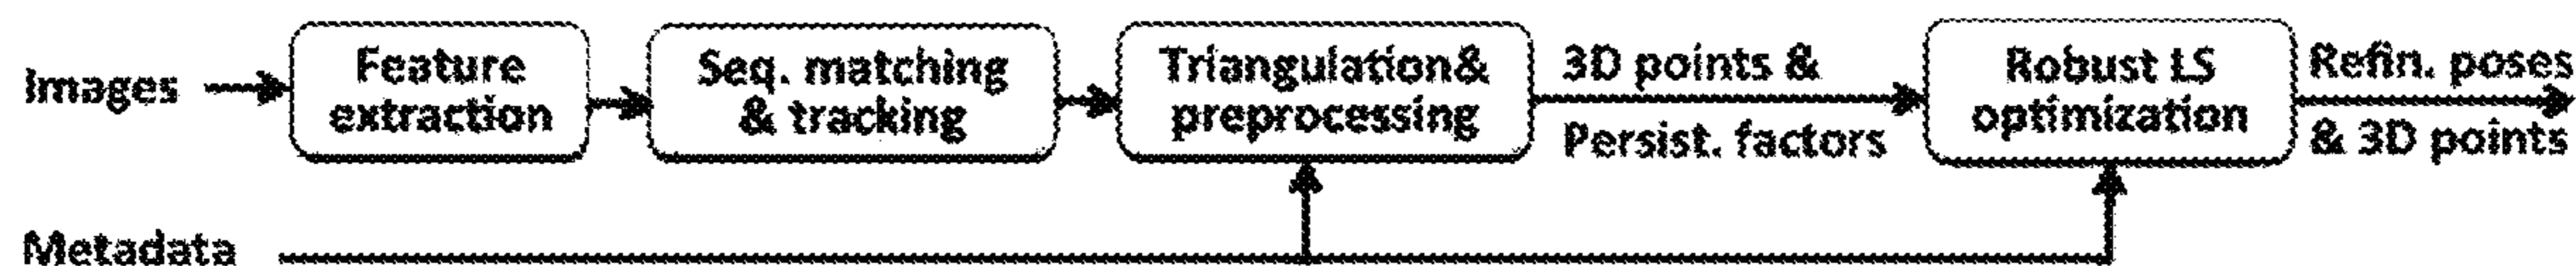 Images
Feature
extraction
Seq. matching
& tracking
Triangulation&
preprocessing
3D points &
Persist. factors
Robust LS
optimization
Refin. poses
& 3D points
Metadata